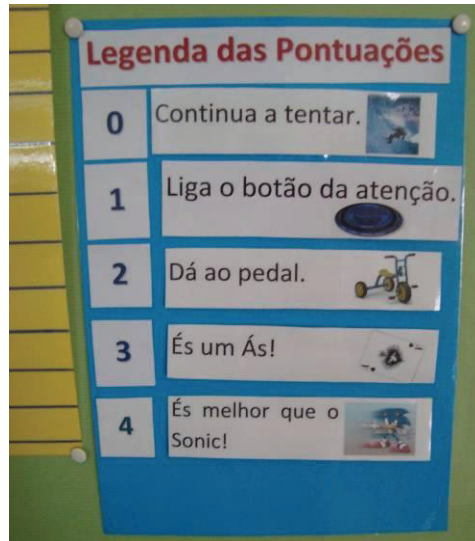 Legenda das Pontuações
0 Continua a tentar.
1 Liga o botão da atenção.
2 Dá ao pedal.
3 És um Ás!
4 És melhor que o
Sonic!